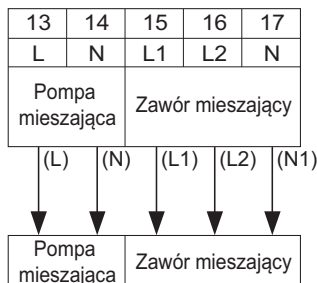 13 14 15 16 17
L N L1 L2 N
Pompa mieszająca
Zawór mieszający
(L) (N) (L1) (L2) (N1)
Pompa mieszająca
Zawór mieszający